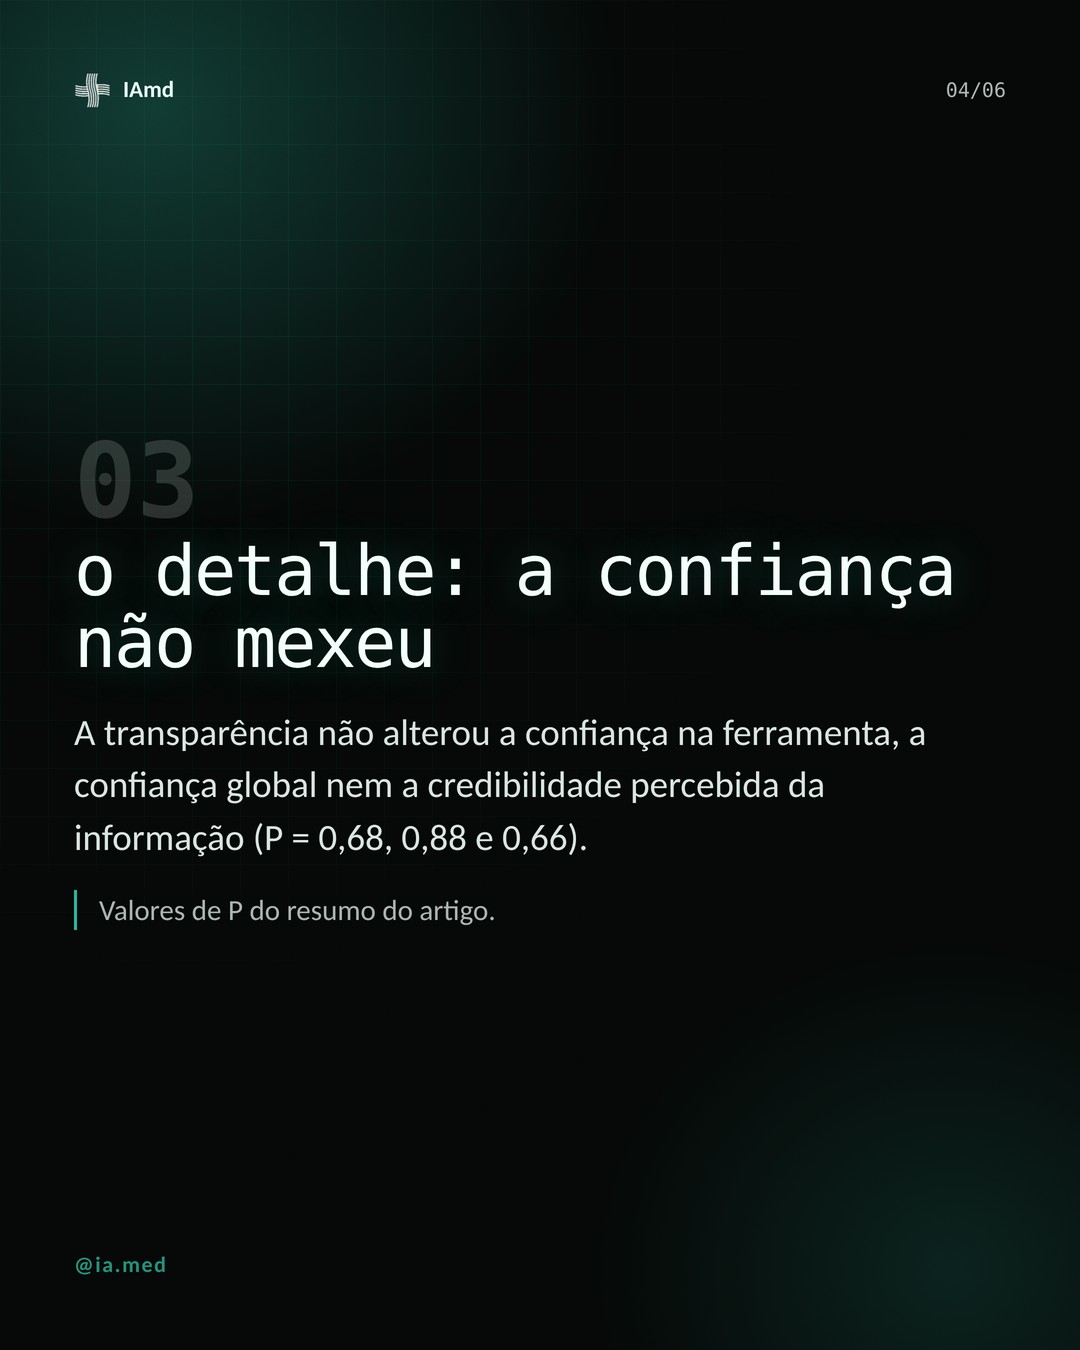 IAmd
04/06
03
o detalhe: a confiança
não mexeu
A transparência não alterou a confiança na ferramenta, a
confiança global nem a credibilidade percebida da
informação (P = 0,68, 0,88 e 0,66).
Valores de P do resumo do artigo.
@ia.med